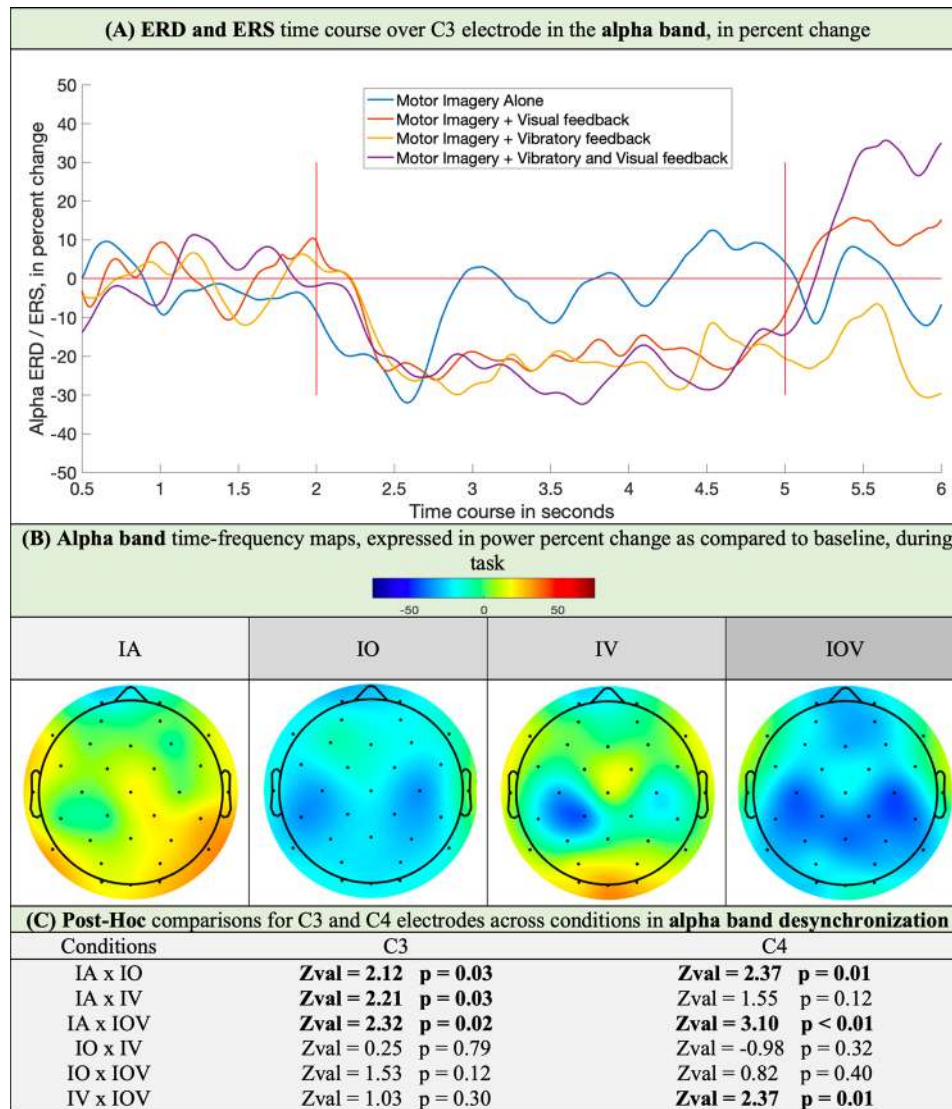 (A) ERD and ERS time course over C3 electrode in the alpha band, in percent change
50
40
30
20
10
0
-10
-20
-30
-40
-50
Alpha ERD / ERS, in percent change
Motor Imagery Alone
Motor Imagery + Visual feedback
Motor Imagery + Vibratory feedback
Motor Imagery + Vibratory and Visual feedback
0.5 1 1.5 2 2.5 3 3.5 4 4.5 5 5.5 6
Time course in seconds
(B) Alpha band time-frequency maps, expressed in power percent change as compared to baseline, during
task
-50 0 50
IA IO IV IOV
(C) Post-Hoc comparisons for C3 and C4 electrodes across conditions in alpha band desynchronization
Conditions C3 C4
IA x IO Zval = 2.12 p = 0.03 Zval = 2.37 p = 0.01
IA x IV Zval = 2.21 p = 0.03 Zval = 1.55 p = 0.12
IA x IOV Zval = 2.32 p = 0.02 Zval = 3.10 p < 0.01
IO x IV Zval = 0.25 p = 0.79 Zval = -0.98 p = 0.32
IO x IOV Zval = 1.53 p = 0.12 Zval = 0.82 p = 0.40
IV x IOV Zval = 1.03 p = 0.30 Zval = 2.37 p = 0.01